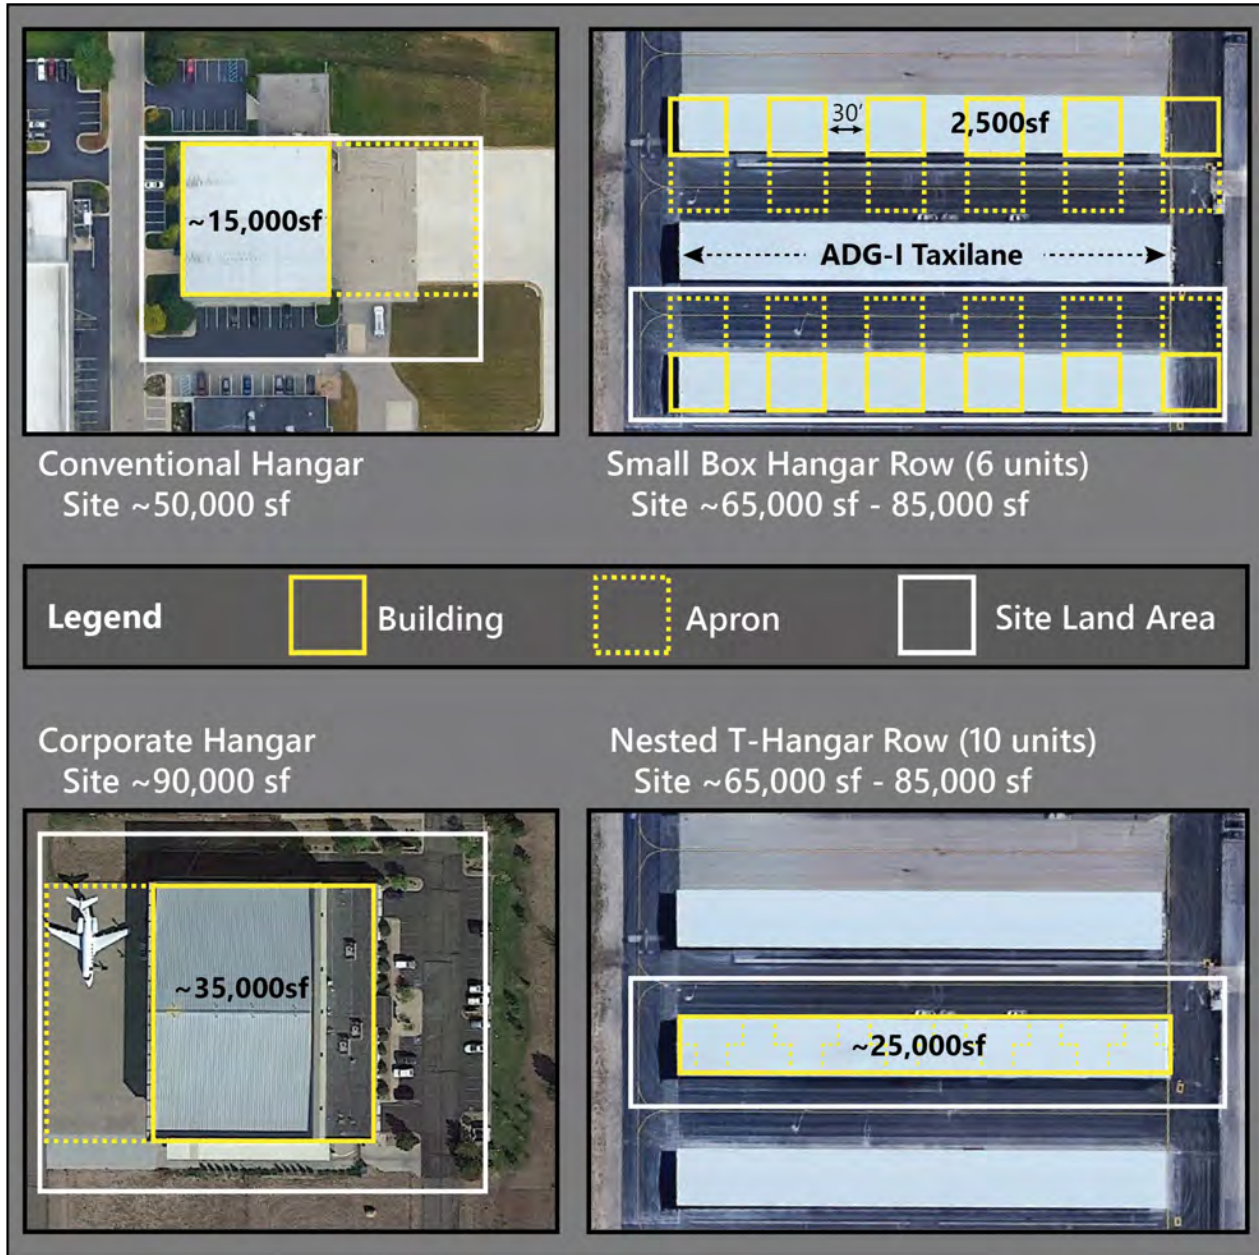 ~15,000sf
30'
2,500sf
ADG-I Taxilane
Conventional Hangar
Site ~50,000 sf
Small Box Hangar Row (6 units)
Site ~65,000 sf - 85,000 sf
Legend
Building
Apron
Site Land Area
Corporate Hangar
Site ~90,000 sf
Nested T-Hangar Row (10 units)
Site ~65,000 sf - 85,000 sf
~35,000sf
~25,000sf